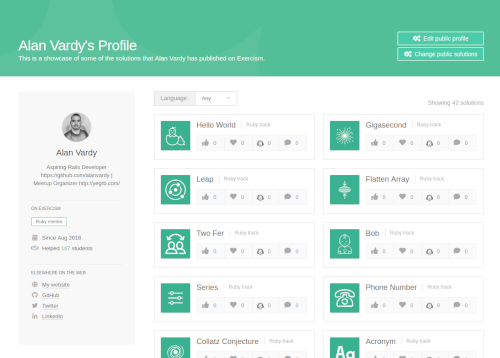 Alan Vardy's Profile
This is a showcase of some of the solutions that Alan Vardy has published on Exercism.
Edit public profile
Change public solutions
Alan Vardy
Aspiring Rails Developer
https://github.com/alanvardy |
Meetup Organizer http://yegrb.com/
ON EXERCISM
Ruby mentor
Since Aug 2018
Helped 167 students
ELSEWHERE ON THE WEB
My website
GitHub
Twitter
LinkedIn
Language: Any
Showing 42 solutions
Hello World Ruby track
0 0 0 0
Gigasecond Ruby track
0 0 0 0
Leap Ruby track
0 0 0 0
Flatten Array Ruby track
0 0 0 0
Two Fer Ruby track
0 0 0 0
Bob Ruby track
0 0 0 0
Series Ruby track
0 0 0 0
Phone Number Ruby track
0 0 0 0
Collatz Conjecture Ruby track
Aa
Acronym Ruby track